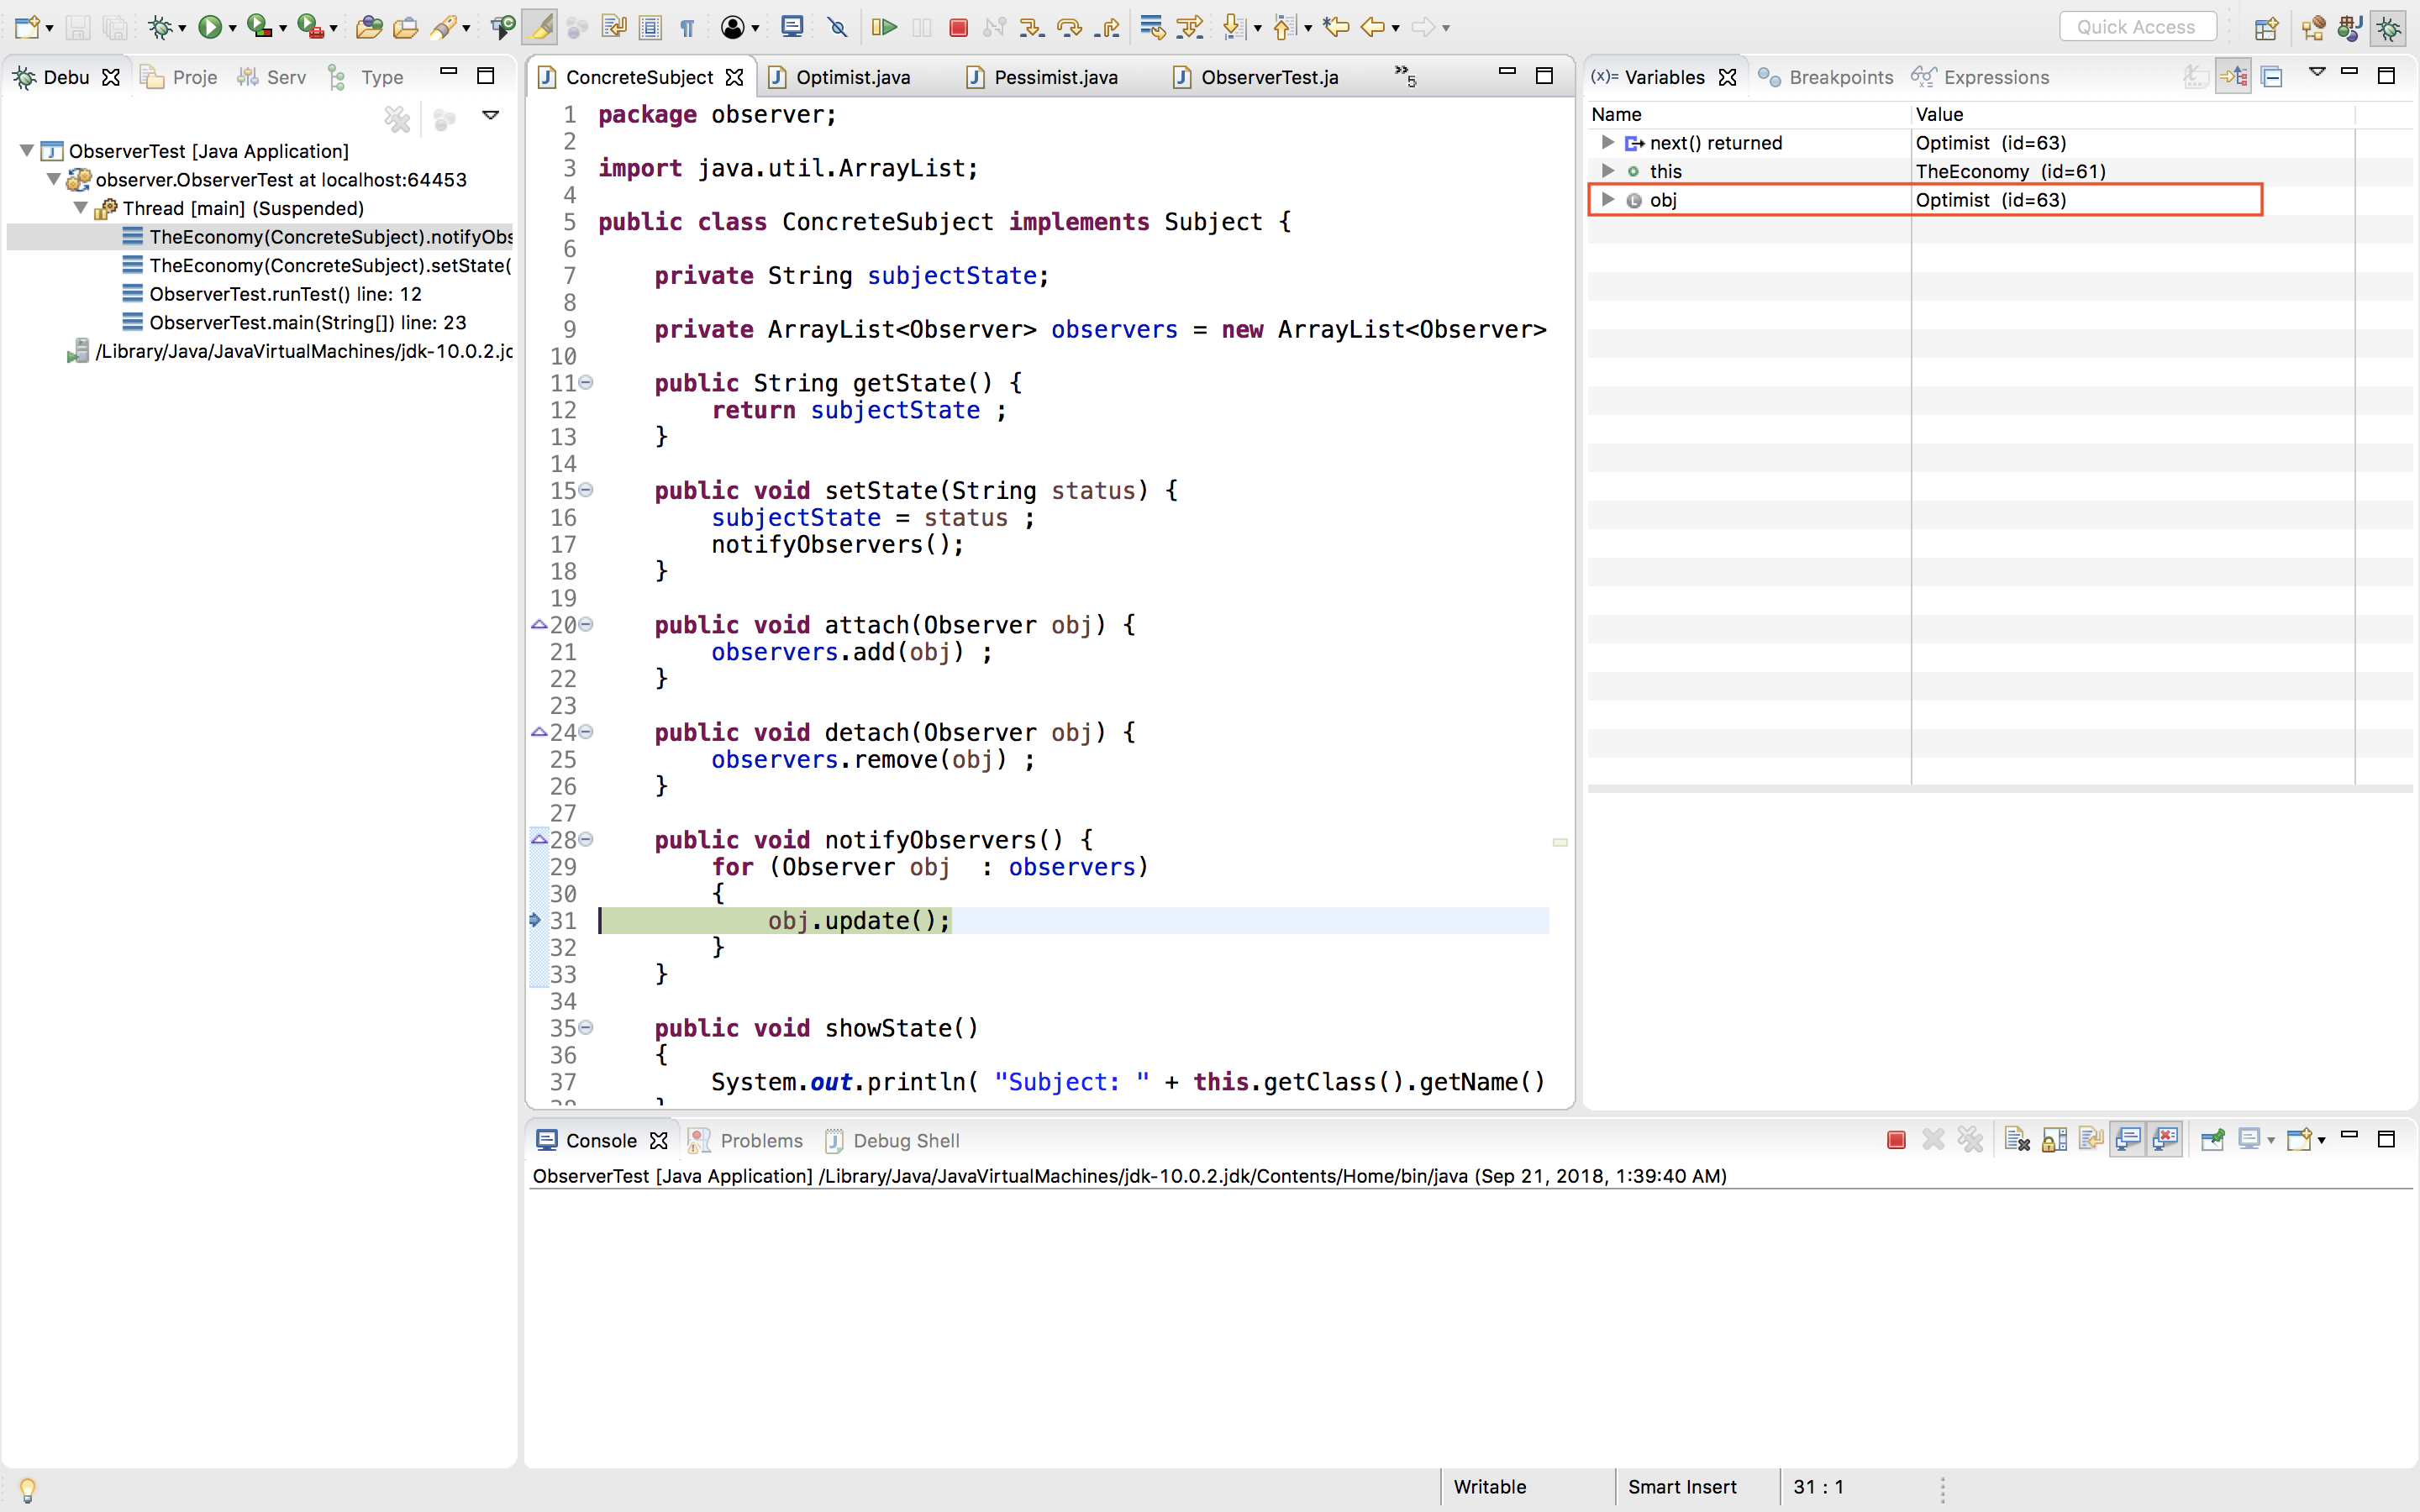 Quick Access
Debu
Proje
Serv
Type
ObserverTest [Java Application]
observer.ObserverTest at localhost:64453
Thread [main] (Suspended)
TheEconomy(ConcreteSubject).notifyObs
TheEconomy(ConcreteSubject).setState(
ObserverTest.runTest() line: 12
ObserverTest.main(String[]) line: 23
/Library/Java/JavaVirtualMachines/jdk-10.0.2.jd
ConcreteSubject
Optimist.java
Pessimist.java
ObserverTest.ja
»5
1 package observer;
2
3 import java.util.ArrayList;
4
5 public class ConcreteSubject implements Subject {
6
7 private String subjectState;
8
9 private ArrayList<Observer> observers = new ArrayList<Observer>
10
11 public String getState() {
12 return subjectState ;
13 }
14
15 public void setState(String status) {
16 subjectState = status ;
17 notifyObservers();
18 }
19
20 public void attach(Observer obj) {
21 observers.add(obj) ;
22 }
23
24 public void detach(Observer obj) {
25 observers.remove(obj) ;
26 }
27
28 public void notifyObservers() {
29 for (Observer obj  : observers)
30 {
31 obj.update();
32 }
33 }
34
35 public void showState()
36 {
37 System.out.println( "Subject: " + this.getClass().getName()
38 }
(x)= Variables
Breakpoints
Expressions
Name Value
next() returned Optimist (id=63)
this TheEconomy (id=61)
obj Optimist (id=63)
Console
Problems
Debug Shell
ObserverTest [Java Application] /Library/Java/JavaVirtualMachines/jdk-10.0.2.jdk/Contents/Home/bin/java (Sep 21, 2018, 1:39:40 AM)
Writable
Smart Insert
31 : 1